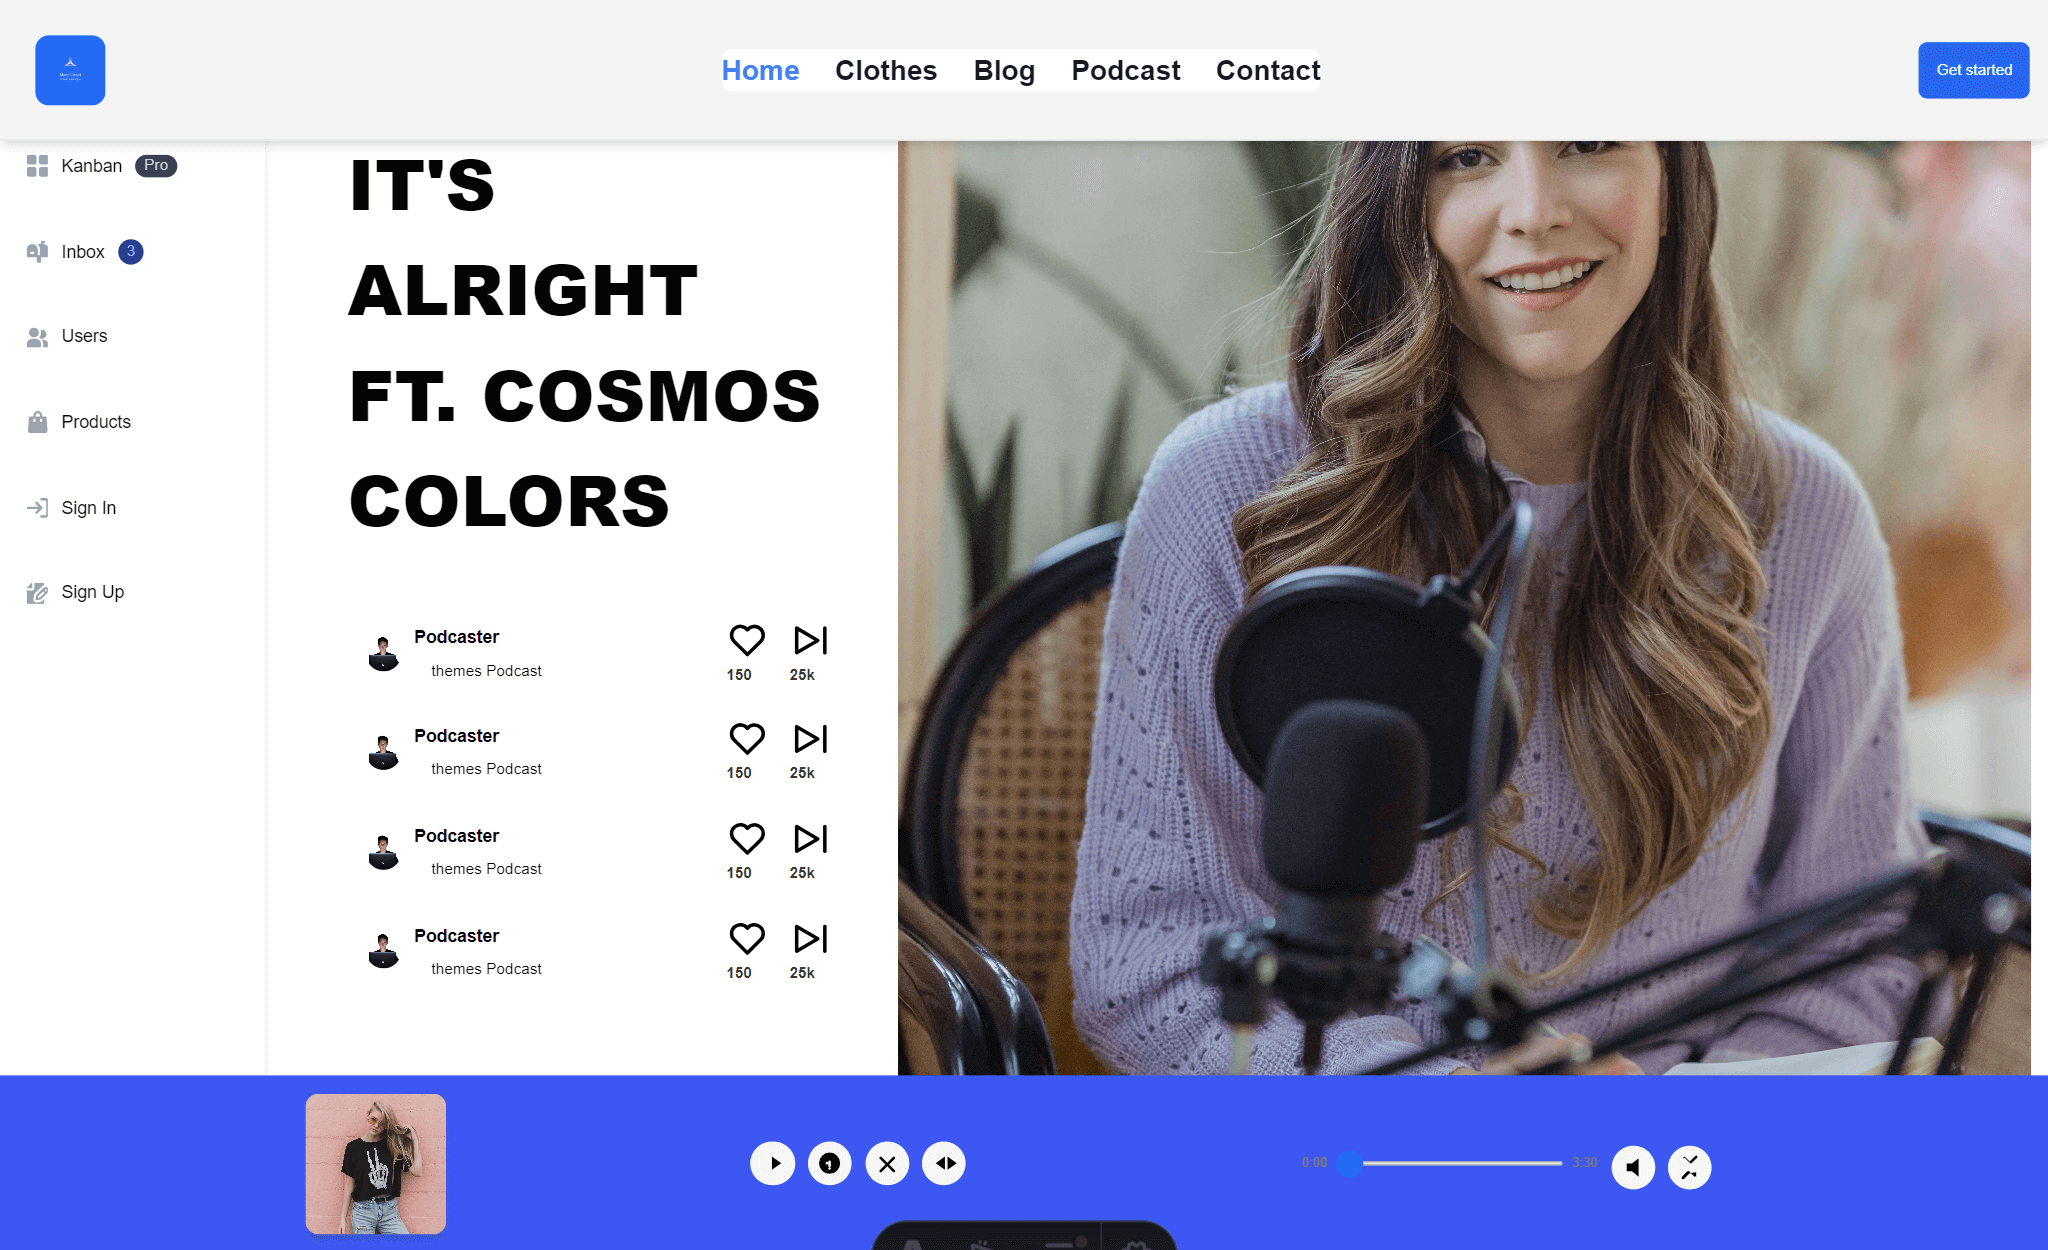 Home Clothes Blog Podcast Contact
Get started
Kanban Pro
Inbox 3
Users
Products
Sign In
Sign Up
IT'S
ALRIGHT
FT. COSMOS
COLORS
Podcaster
themes Podcast
150 25k
Podcaster
themes Podcast
150 25k
Podcaster
themes Podcast
150 25k
Podcaster
themes Podcast
150 25k
1
0:00 3:30